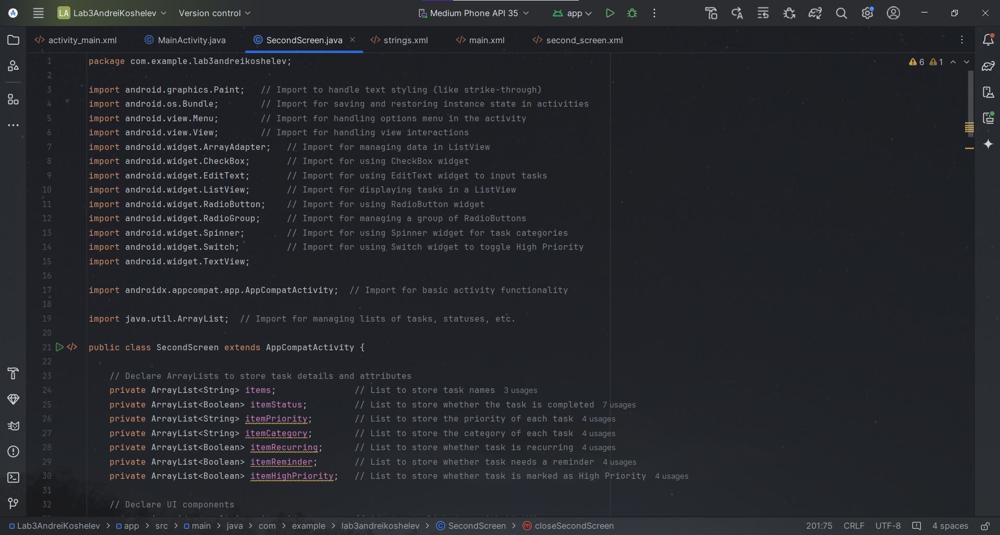 LA Lab3AndreiKoshelev Version control Medium Phone API 35 app
activity_main.xml MainActivity.java SecondScreen.java strings.xml main.xml second_screen.xml
6 1
1 package com.example.lab3andreikoshelev;
2
3 import android.graphics.Paint;   // Import to handle text styling (like strike-through)
4 import android.os.Bundle;        // Import for saving and restoring instance state in activities
5 import android.view.Menu;        // Import for handling options menu in the activity
6 import android.view.View;        // Import for handling view interactions
7 import android.widget.ArrayAdapter;   // Import for managing data in ListView
8 import android.widget.CheckBox;       // Import for using CheckBox widget
9 import android.widget.EditText;       // Import for using EditText widget to input tasks
10 import android.widget.ListView;       // Import for displaying tasks in a ListView
11 import android.widget.RadioButton;    // Import for using RadioButton widget
12 import android.widget.RadioGroup;     // Import for managing a group of RadioButtons
13 import android.widget.Spinner;        // Import for using Spinner widget for task categories
14 import android.widget.Switch;         // Import for using Switch widget to toggle High Priority
15 import android.widget.TextView;
16
17 import androidx.appcompat.app.AppCompatActivity;  // Import for basic activity functionality
18
19 import java.util.ArrayList;  // Import for managing lists of tasks, statuses, etc.
20
21 public class SecondScreen extends AppCompatActivity {
22
23     // Declare ArrayLists to store task details and attributes
24     private ArrayList<String> items;               // List to store task names 3 usages
25     private ArrayList<Boolean> itemStatus;         // List to store whether the task is completed 7 usages
26     private ArrayList<String> itemPriority;        // List to store the priority of each task 4 usages
27     private ArrayList<String> itemCategory;        // List to store the category of each task 4 usages
28     private ArrayList<Boolean> itemRecurring;      // List to store whether task is recurring 4 usages
29     private ArrayList<Boolean> itemReminder;       // List to store whether task needs a reminder 4 usages
30     private ArrayList<Boolean> itemHighPriority;   // List to store whether task is marked as High Priority 4 usages
31
32     // Declare UI components
Lab3AndreiKoshelev > app > src > main > java > com > example > lab3andreikoshelev > SecondScreen > closeSecondScreen 201:75 CRLF UTF-8 4 spaces